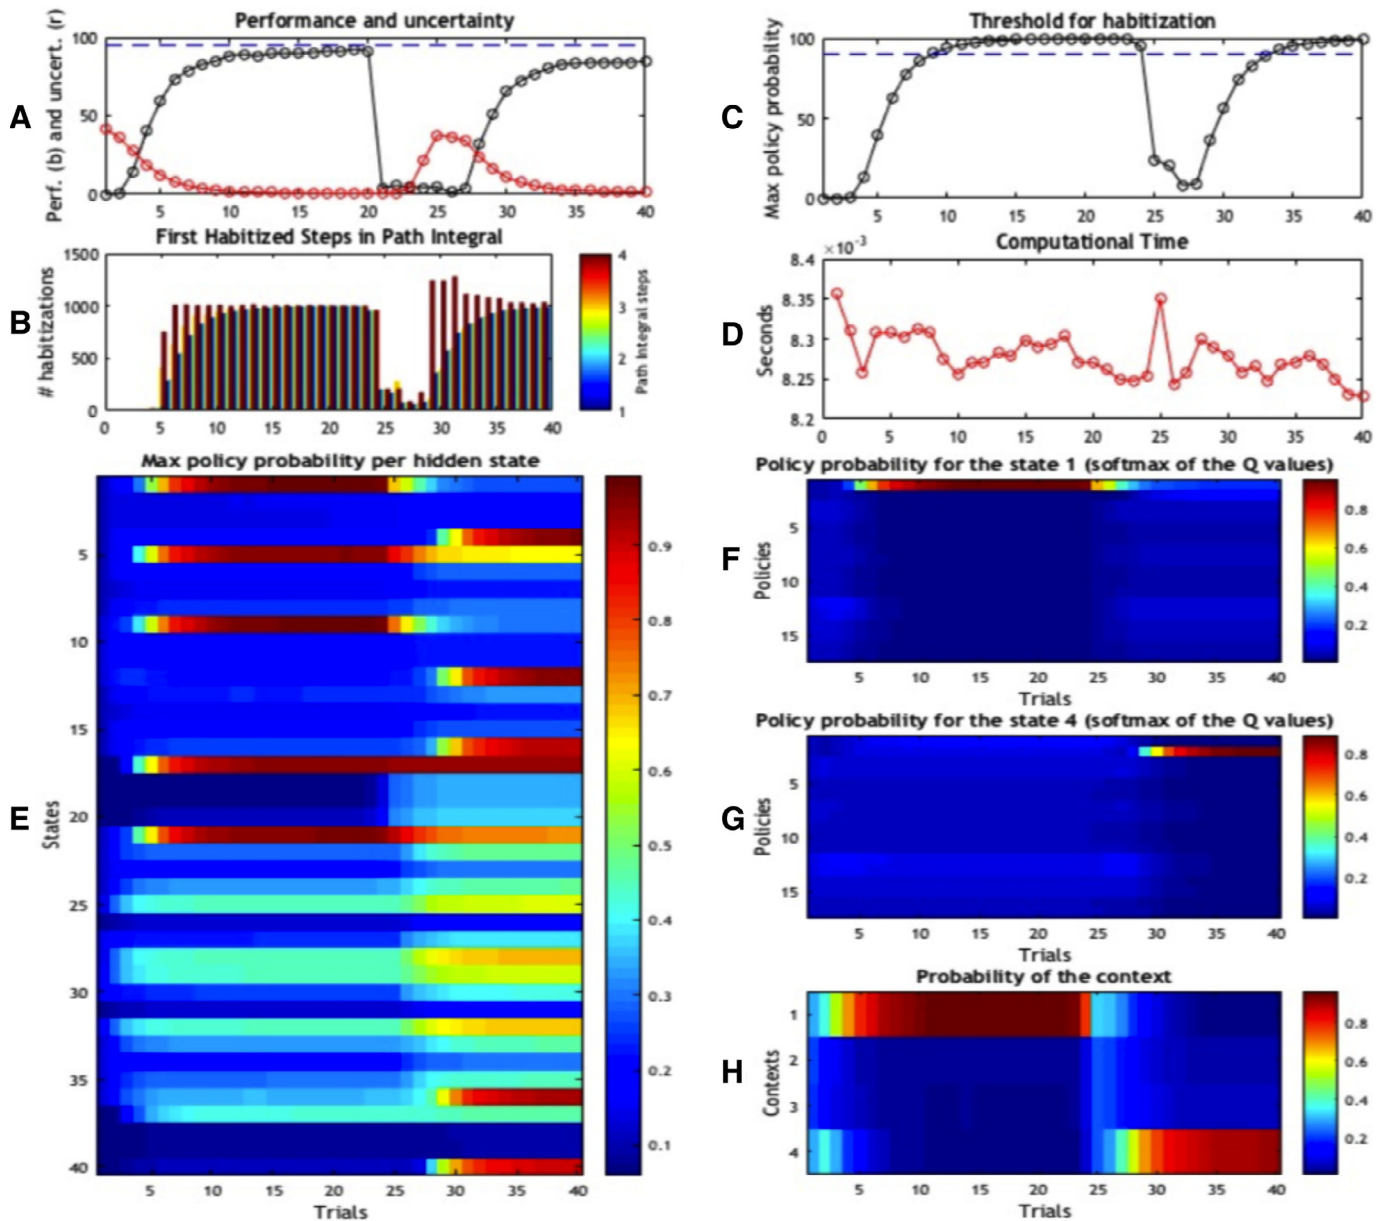 A
Performance and uncertainty
Perf. (b) and uncert. (r)
100
50
0
5 10 15 20 25 30 35 40
B
First Habitized Steps in Path Integral
# habitizations
1500
1000
500
0
0 5 10 15 20 25 30 35 40
4
3
2
1
Path Integral steps
C
Threshold for habitization
Max policy probability
100
50
0
5 10 15 20 25 30 35 40
D
Computational Time
×10-3
Seconds
8.4
8.35
8.3
8.25
8.2
0 5 10 15 20 25 30 35 40
E
Max policy probability per hidden state
States
5
10
15
20
25
30
35
40
5 10 15 20 25 30 35 40
Trials
0.9
0.8
0.7
0.6
0.5
0.4
0.3
0.2
0.1
F
Policy probability for the state 1 (softmax of the Q values)
Policies
5
10
15
5 10 15 20 25 30 35 40
Trials
0.8
0.6
0.4
0.2
G
Policy probability for the state 4 (softmax of the Q values)
Policies
5
10
15
5 10 15 20 25 30 35 40
Trials
0.8
0.6
0.4
0.2
H
Probability of the context
Contexts
1
2
3
4
5 10 15 20 25 30 35 40
Trials
0.8
0.6
0.4
0.2